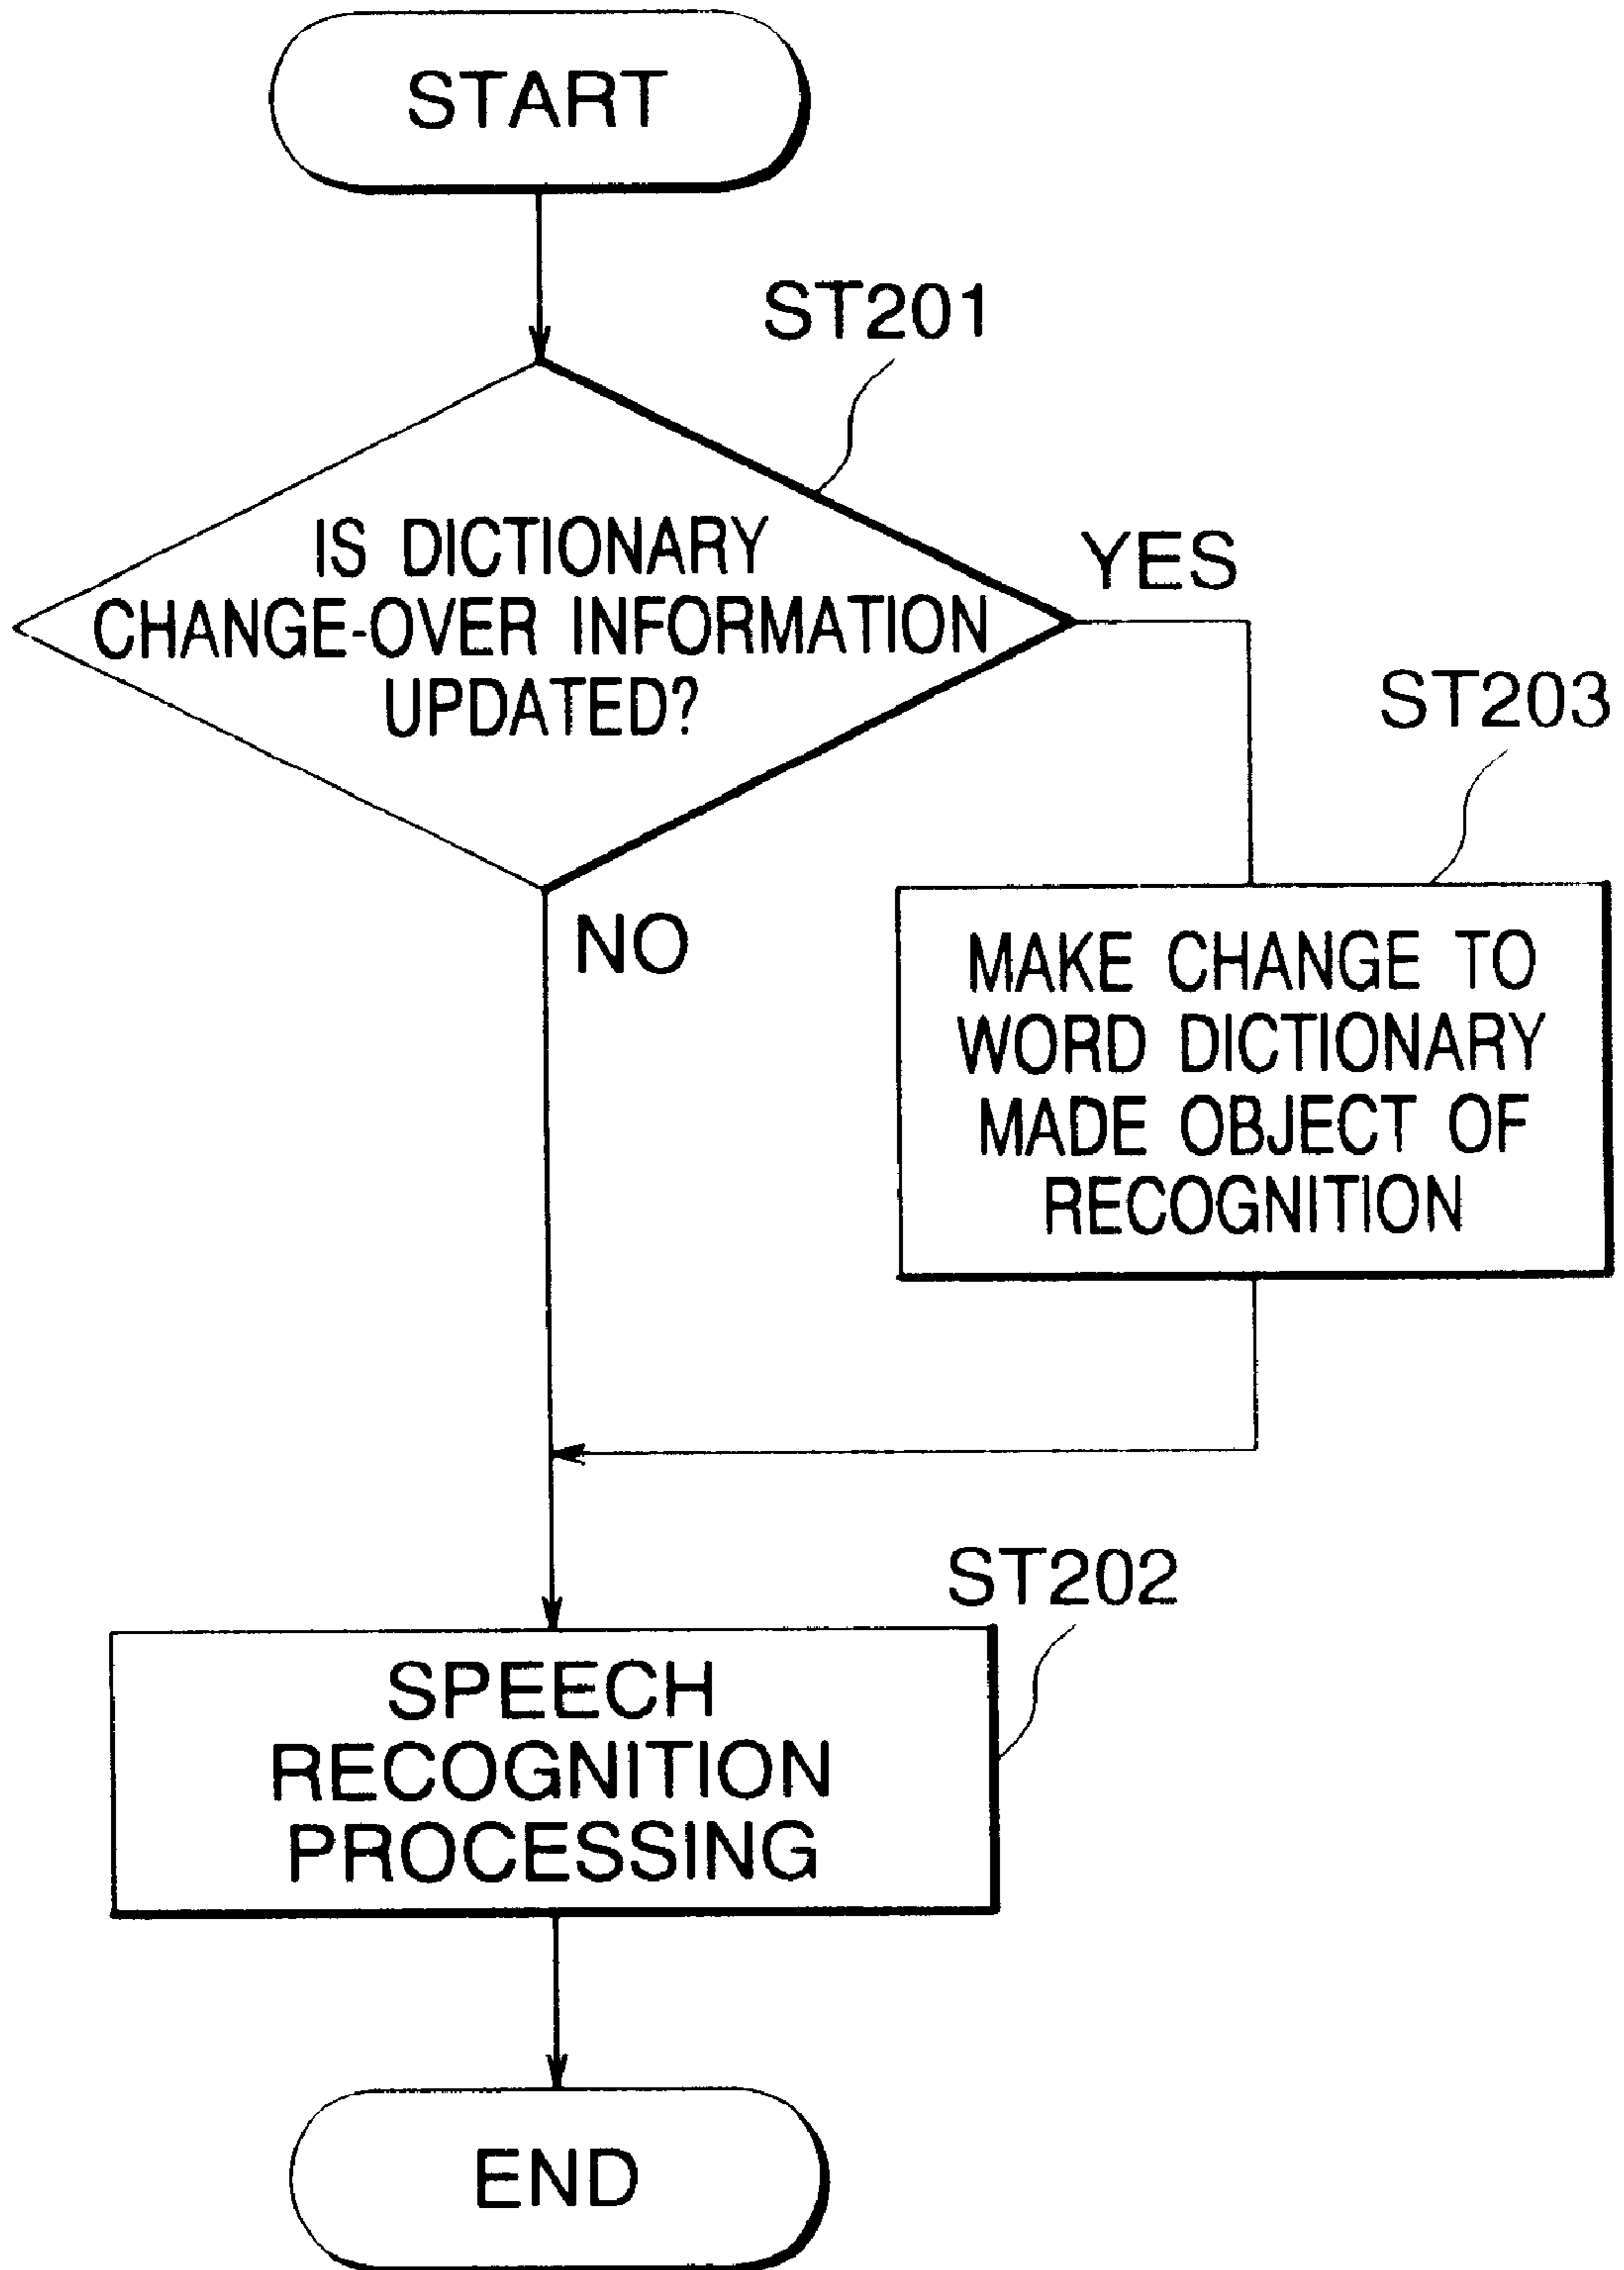 START
ST201
IS DICTIONARY
CHANGE-OVER INFORMATION
UPDATED?
YES
ST203
NO
MAKE CHANGE TO
WORD DICTIONARY
MADE OBJECT OF
RECOGNITION
ST202
SPEECH
RECOGNITION
PROCESSING
END